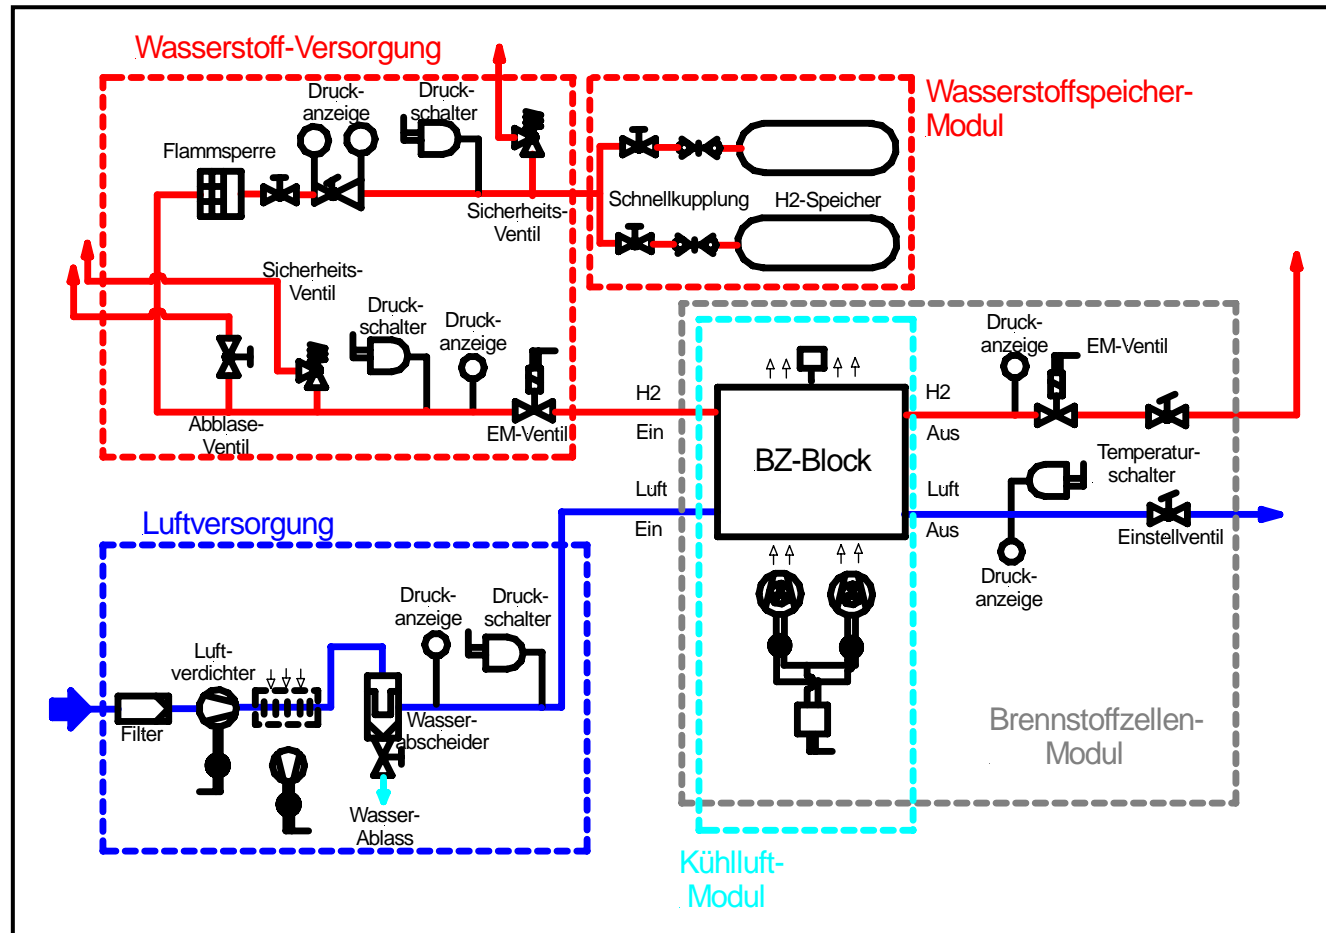 Wasserstoff-Versorgung
Druck-
anzeige
Druck-
schalter
Flammsperre
Sicherheits-
Ventil
Wasserstoffspeicher-
Modul
Schnellkupplung
H2-Speicher
Sicherheits-
Ventil
Druck-
schalter
Druck-
anzeige
Abblase-
Ventil
EM-Ventil
H2
Ein
Luft
Ein
BZ-Block
H2
Aus
Luft
Aus
Druck-
anzeige
EM-Ventil
Temperatur-
schalter
Einstellventil
Druck-
anzeige
Brennstoffzellen-
Modul
Kühlluft-
Modul
Luftversorgung
Luft-
verdichter
Filter
Druck-
anzeige
Druck-
schalter
Wasser-
abscheider
Wasser-
Ablass